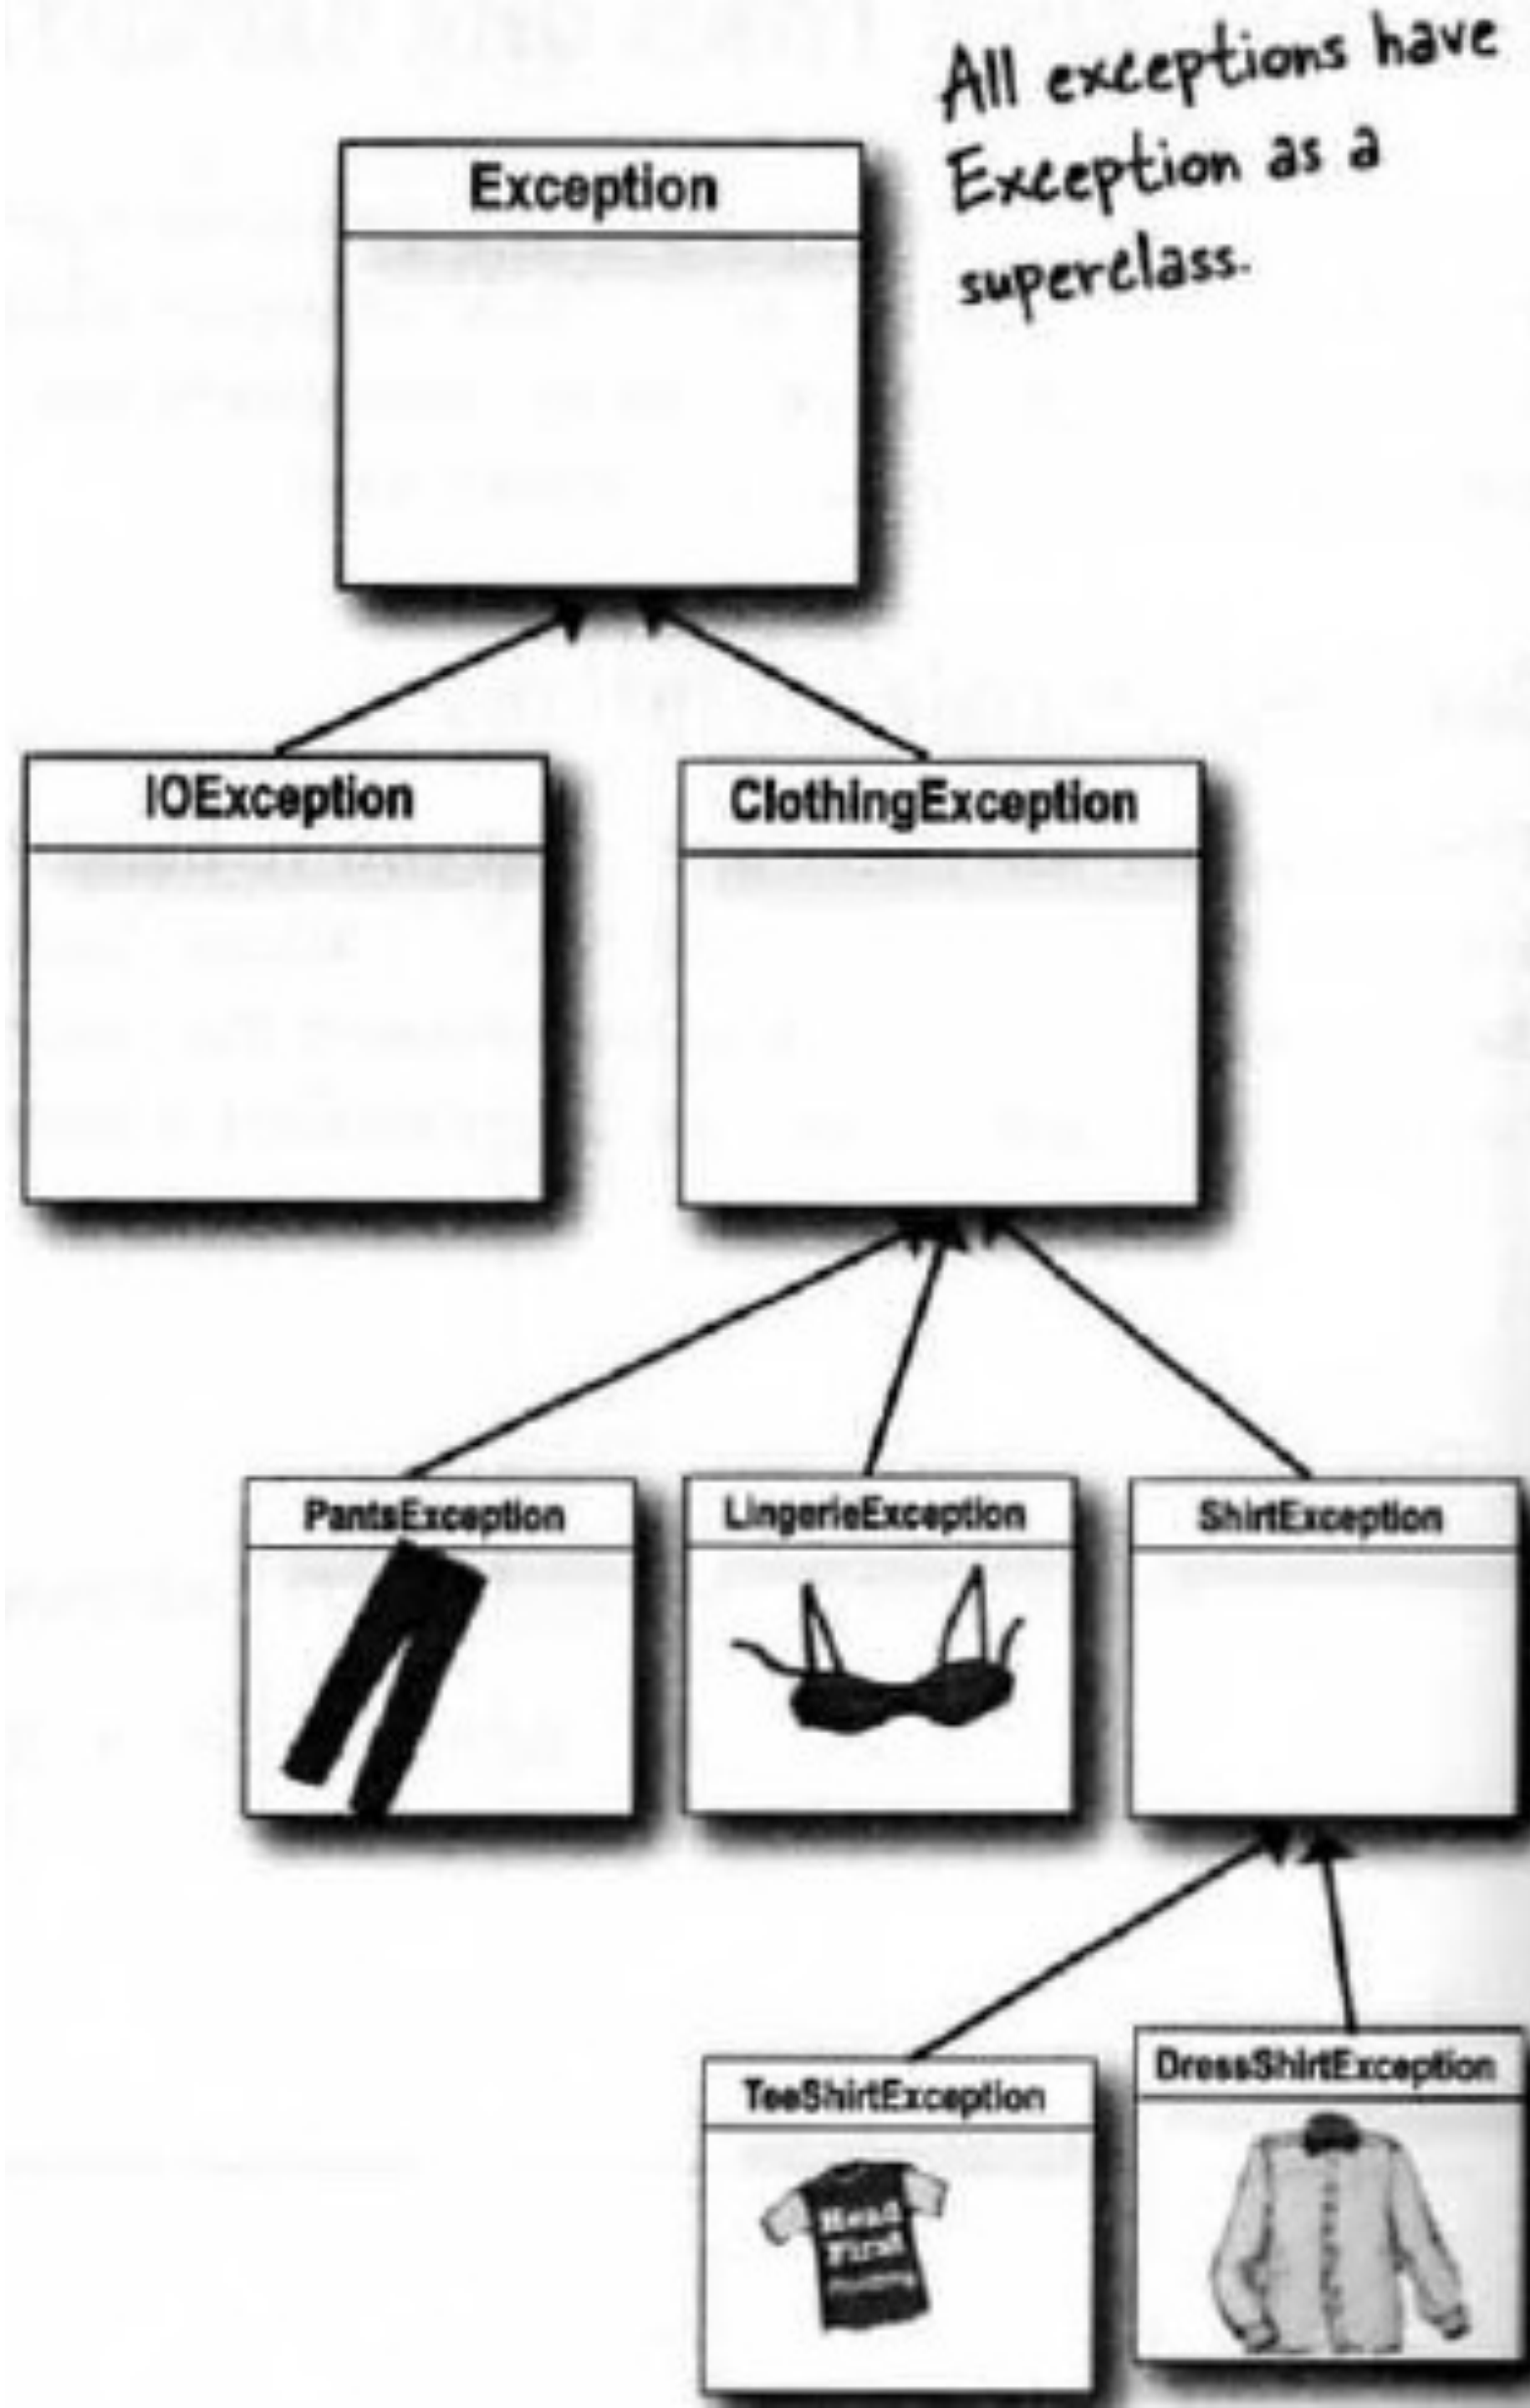 All exceptions have
Exception as a
superclass.
Exception
IOException
ClothingException
PantsException
LingerieException
ShirtException
TeeShirtException
DressShirtException
Head
First